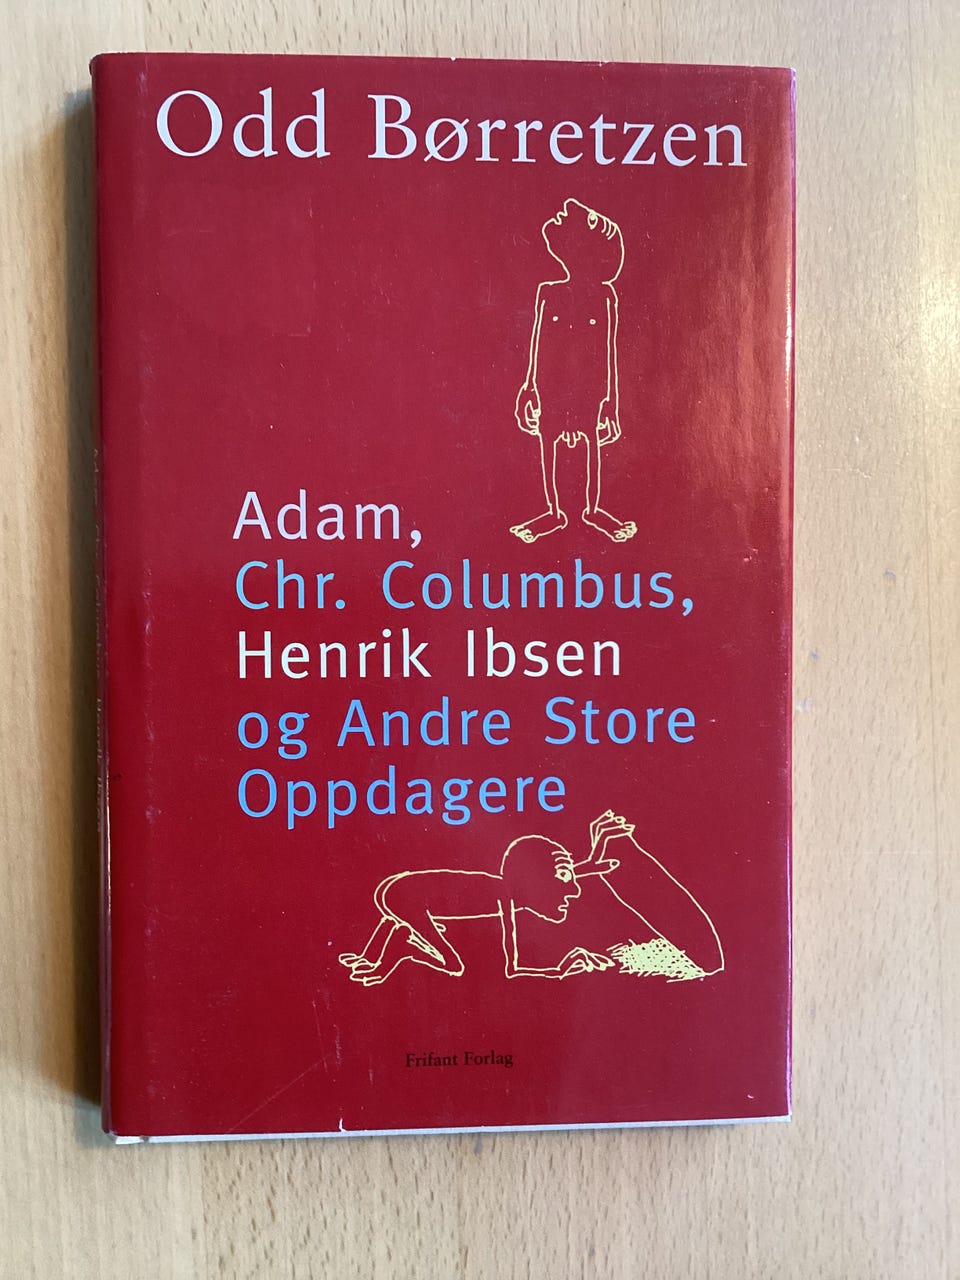 Odd Børretzen
Adam,
Chr. Columbus,
Henrik Ibsen
og Andre Store
Oppdagere
Frifant Forlag